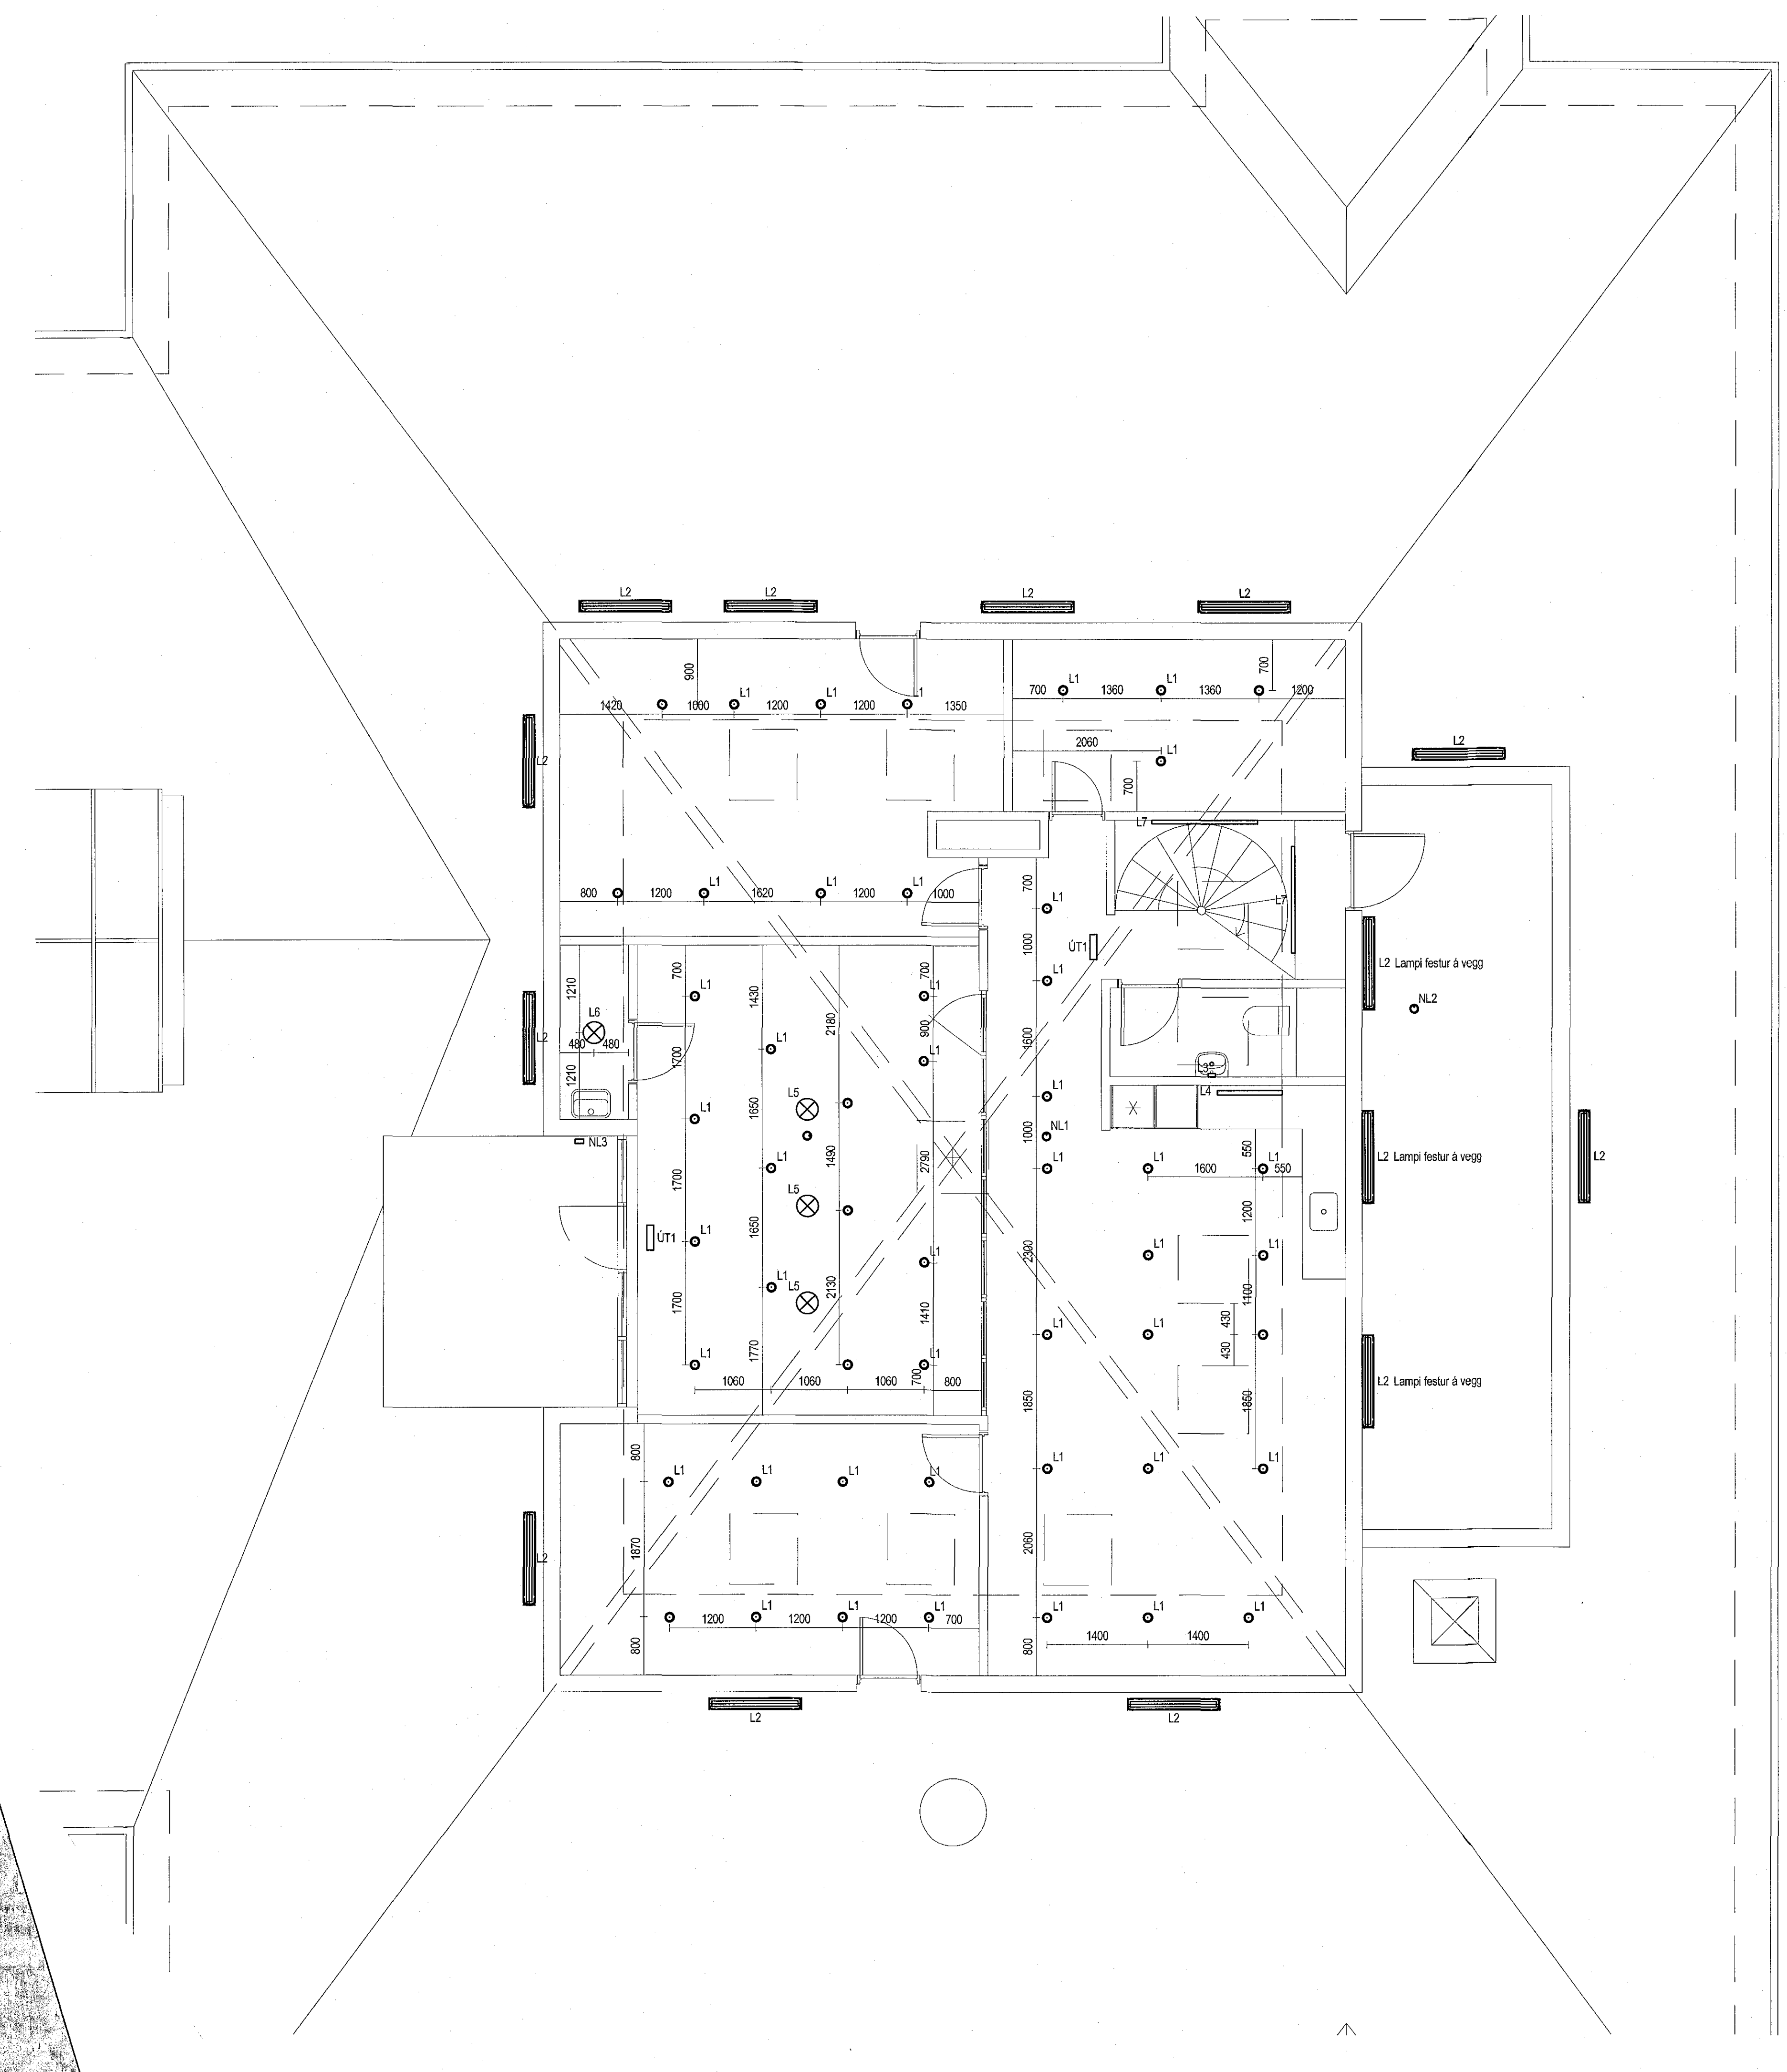 L2 L2 L2 L2
900 700
L1 L1 L1 L1 L1
700 1360 1360 1200
1420 1000 1200 1200 1350
2060 L2
L2 L1
700
L7
L1 L1 L1
800 1200 1620 1200 1000 700 L7
L1
ÚT1 1000
L2 Lampi festur á vegg
1210 700 1430 700 L1
L1 L1 NL2
L6 2180 900
480 480 1600
L2 1700 L1
1210 L3
L5 L4
1650 L1
L1 1000 NL1
NL3 1490 550
L1 L1 L1 2790 L2 Lampi festur á vegg L2
1700 1600 550
L5 1200
L1 1650
ÚT1 L1 2390 L1
L1 L5 2130 1100
1700 1410 430
L1 L1
1770 430
L1 L1
700
1060 1060 1060 800 L2 Lampi festur á vegg
1850 1850
800
L1 L1 L1 L1 L1 L1 L1
1870 2060
L2
L1 L1 L1 L1 L1 L1
1200 1200 1200 700
800 1400 1400
800
L2 L2